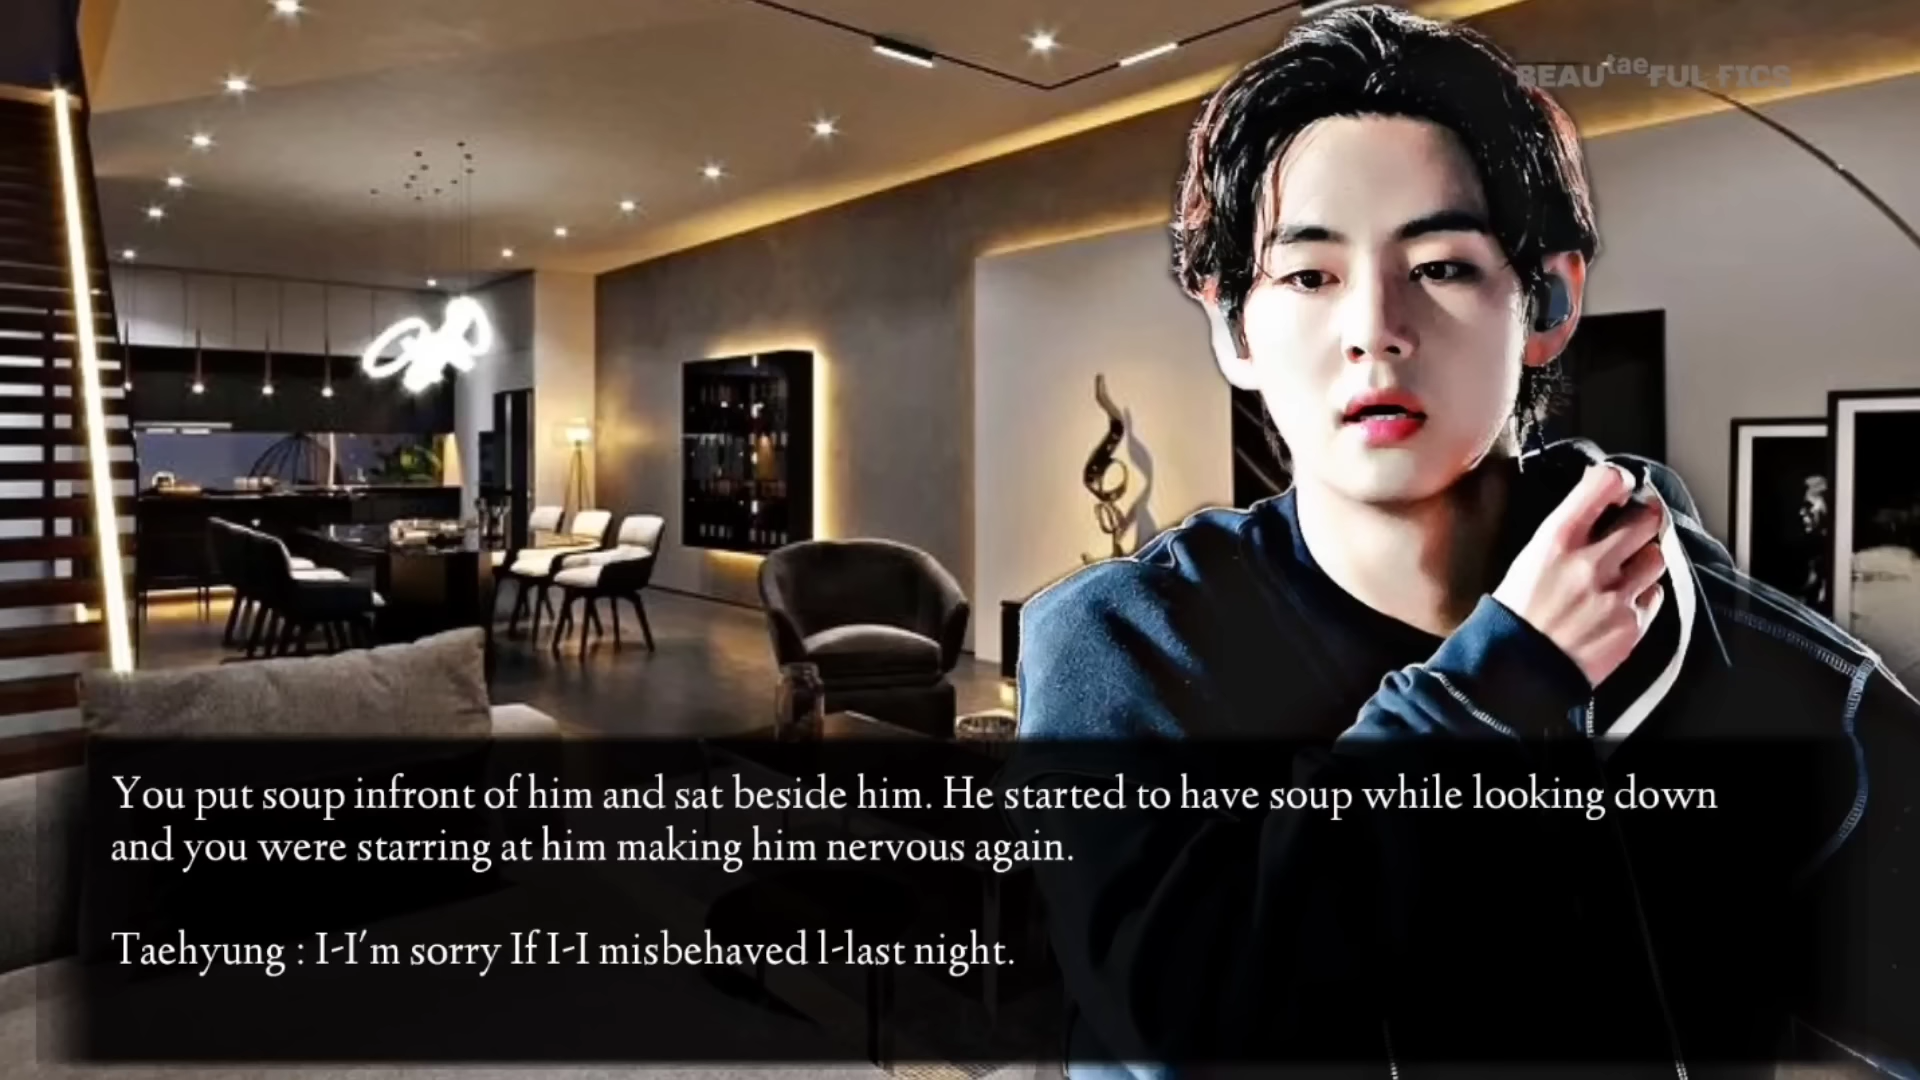 BEAUtaeFUL FICS
You put soup infront of him and sat beside him. He started to have soup while looking down
and you were starring at him making him nervous again.
Taehyung : I-I'm sorry If I-I misbehaved l-last night.